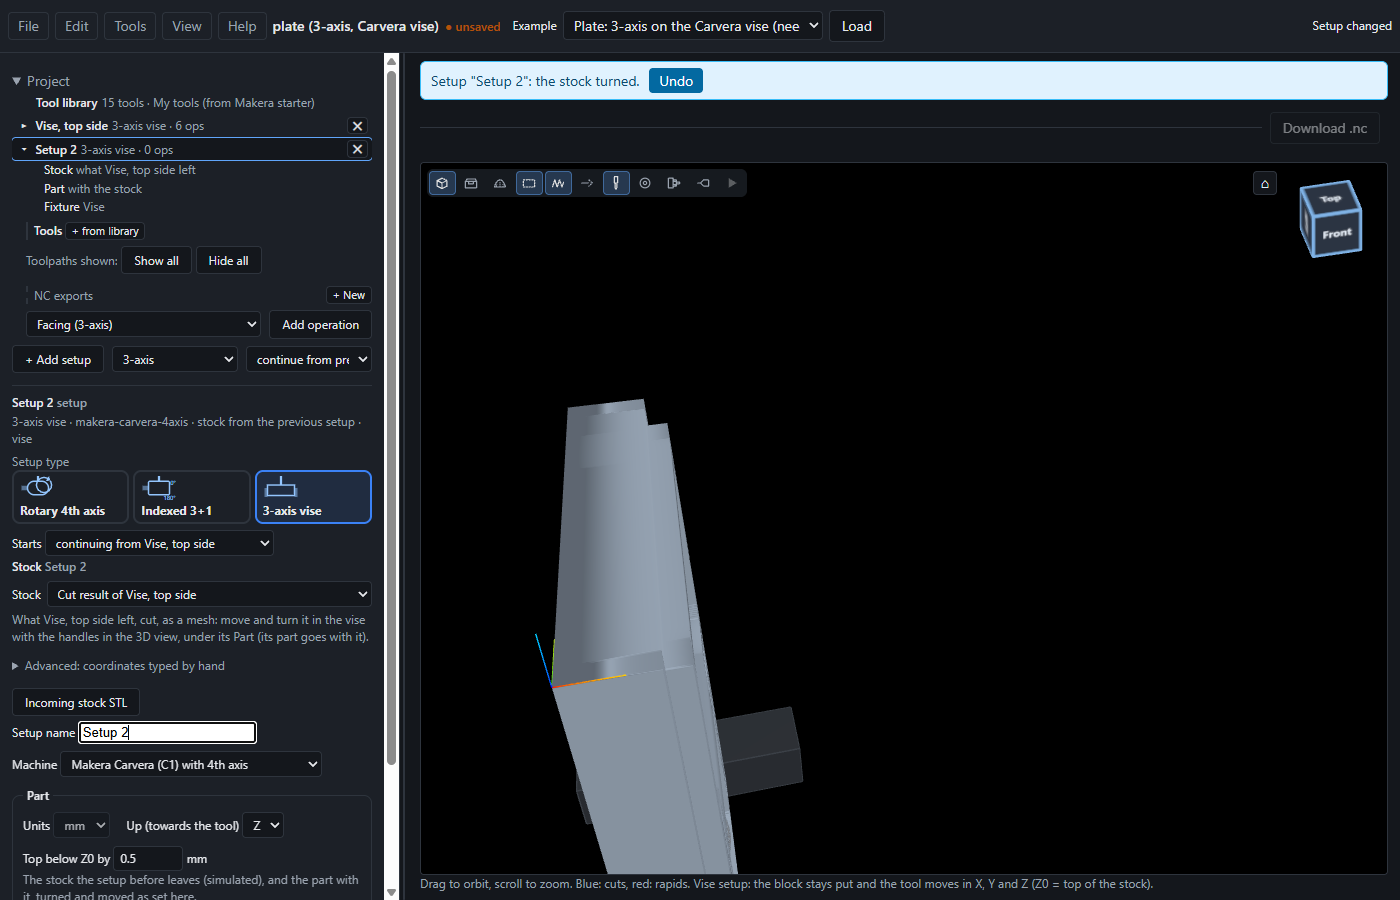 File Edit Tools View Help plate (3-axis, Carvera vise) ● unsaved Example Plate: 3-axis on the Carvera vise (nee Load Setup changed
Project
Tool library 15 tools · My tools (from Makera starter)
Vise, top side 3-axis vise · 6 ops
Setup 2 3-axis vise · 0 ops
Stock what Vise, top side left
Part with the stock
Fixture Vise
Tools + from library
Toolpaths shown: Show all Hide all
NC exports + New
Facing (3-axis) Add operation
+ Add setup 3-axis continue from pre
Setup 2 setup
3-axis vise · makera-carvera-4axis · stock from the previous setup ·
vise
Setup type
Rotary 4th axis Indexed 3+1 3-axis vise
Starts continuing from Vise, top side
Stock Setup 2
Stock Cut result of Vise, top side
What Vise, top side left, cut, as a mesh: move and turn it in the vise
with the handles in the 3D view, under its Part (its part goes with it).
Advanced: coordinates typed by hand
Incoming stock STL
Setup name Setup 2
Machine Makera Carvera (C1) with 4th axis
Part
Units mm Up (towards the tool) Z
Top below Z0 by 0.5 mm
The stock the setup before leaves (simulated), and the part with
it, turned and moved as set here.
Setup "Setup 2": the stock turned. Undo
Download .nc
Top
Front
Drag to orbit, scroll to zoom. Blue: cuts, red: rapids. Vise setup: the block stays put and the tool moves in X, Y and Z (Z0 = top of the stock).